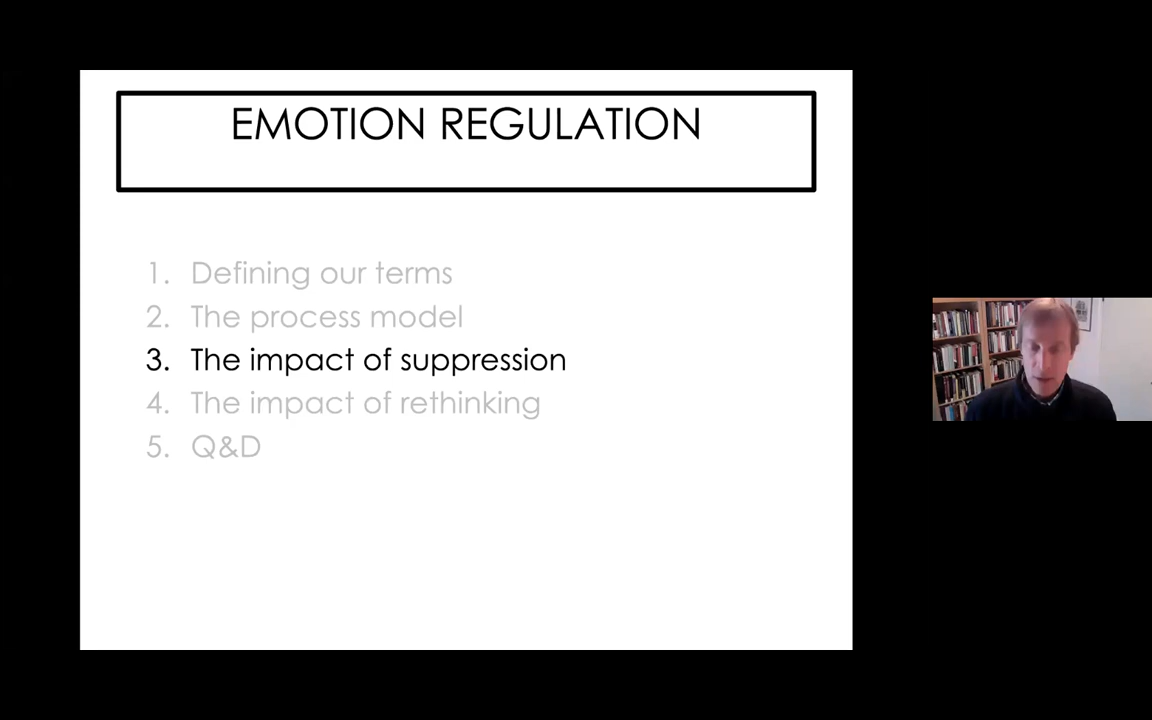 EMOTION REGULATION
1. Defining our terms
2. The process model
3. The impact of suppression
4. The impact of rethinking
5. Q&D